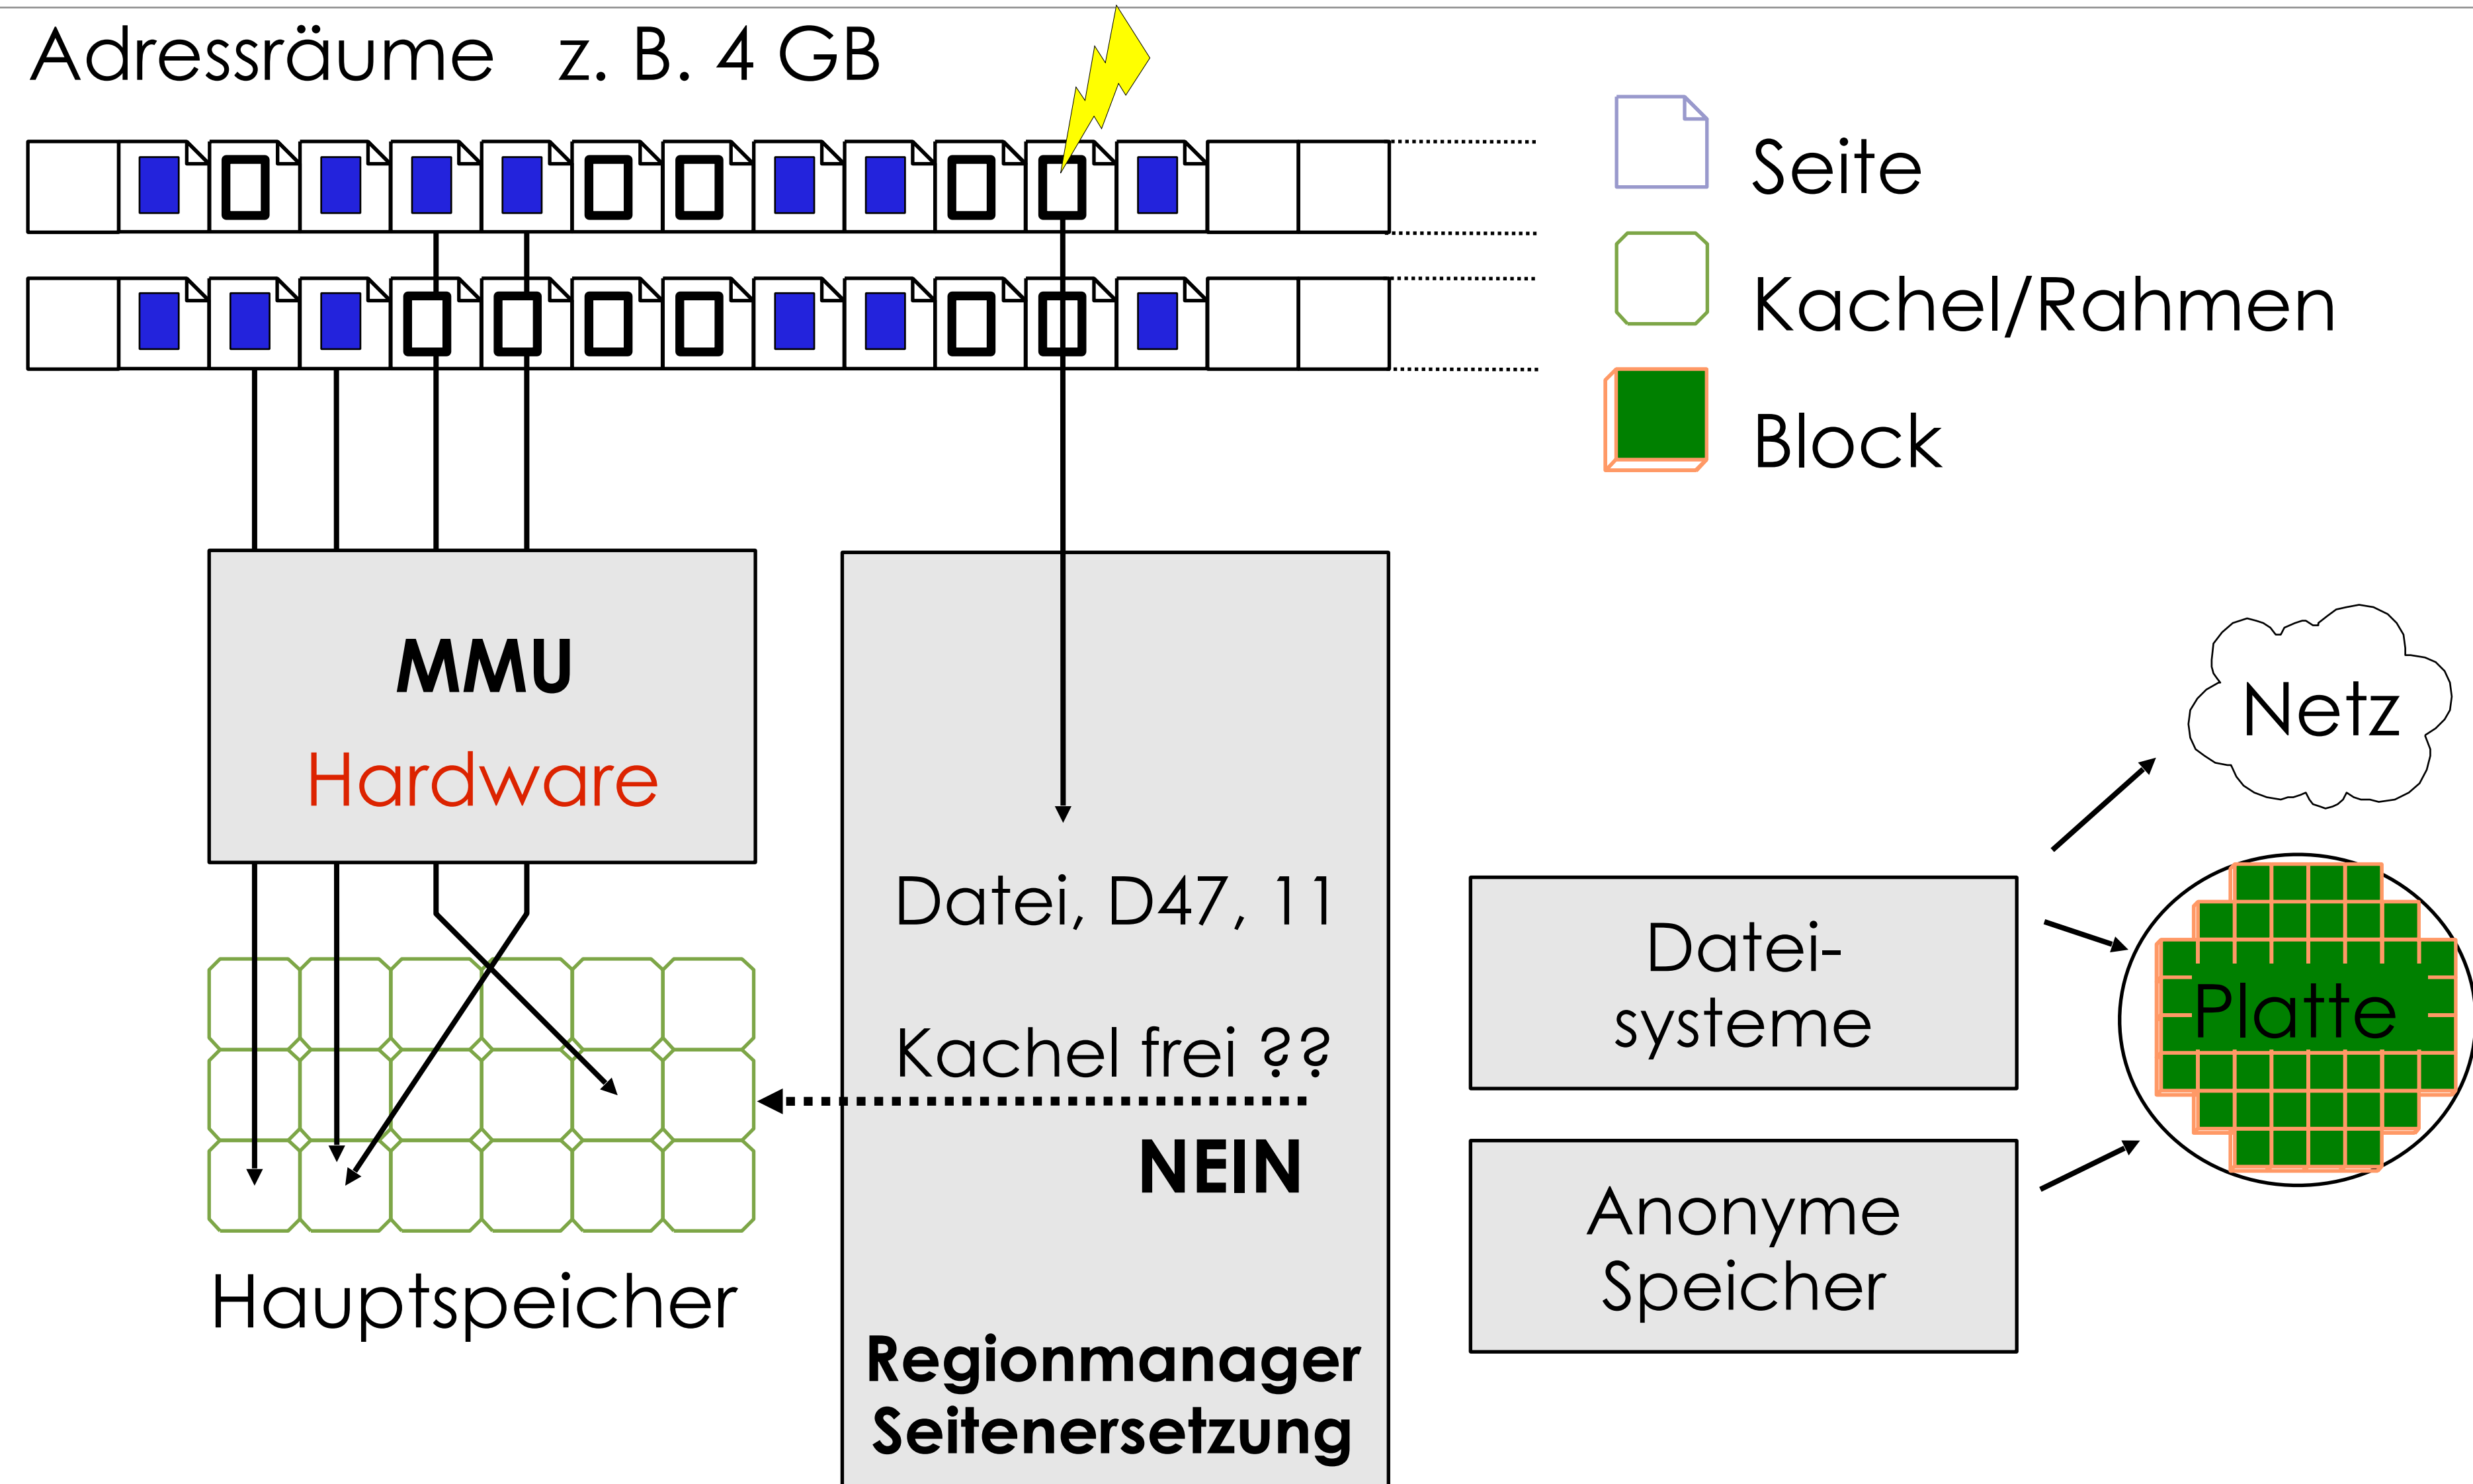 Adressräume z. B. 4 GB
Seite
Kachel/Rahmen
Block
MMU
Hardware
Hauptspeicher
Datei, D47, 11
Kachel frei ??
NEIN
Regionmanager
Seitenersetzung
Datei-
systeme
Anonyme
Speicher
Netz
Platte